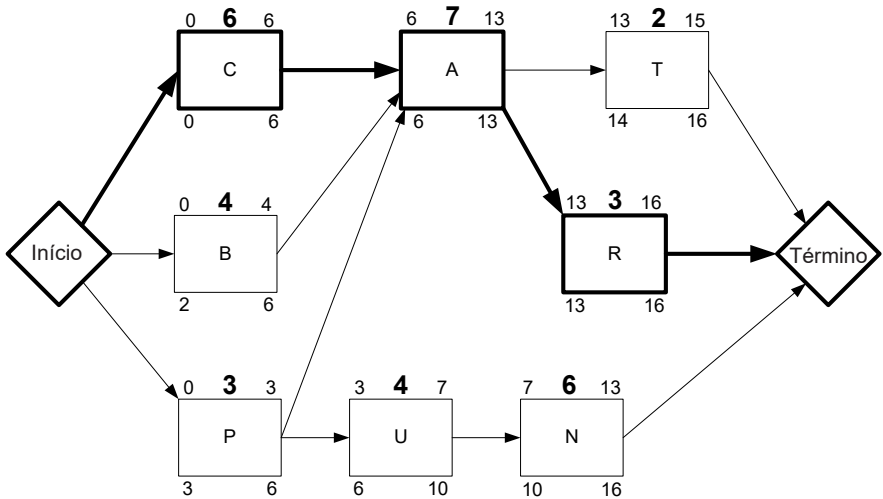 0 6 6
C
0 6
6 7 13
A
6 13
13 2 15
T
14 16
0 4 4
B
2 6
13 3 16
R
13 16
Início
Término
0 3 3
P
3 6
3 4 7
U
6 10
7 6 13
N
10 16